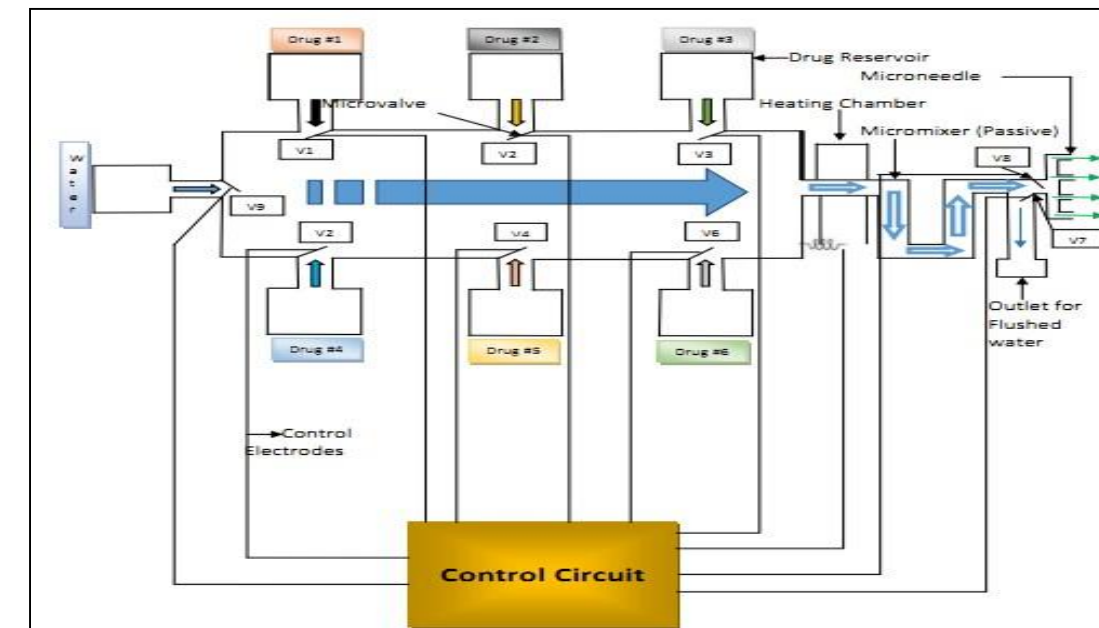 Drug #1
Drug #2
Drug #3
Drug Reservoir
Microneedle
Microvalve
Heating Chamber
Micromixer (Passive)
V1
V2
V3
V8
Water
V9
V2
V4
V6
V7
Outlet for
Flushed
water
Drug #4
Drug #5
Drug #6
Control
Electrodes
Control Circuit